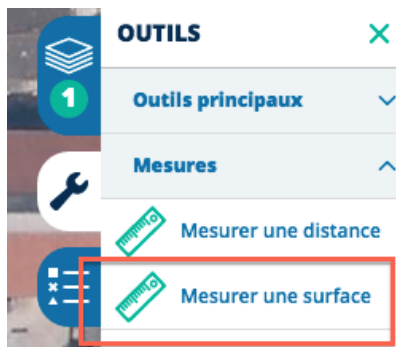 OUTILS
1
Outils principaux
Mesures
Mesurer une distance
Mesurer une surface